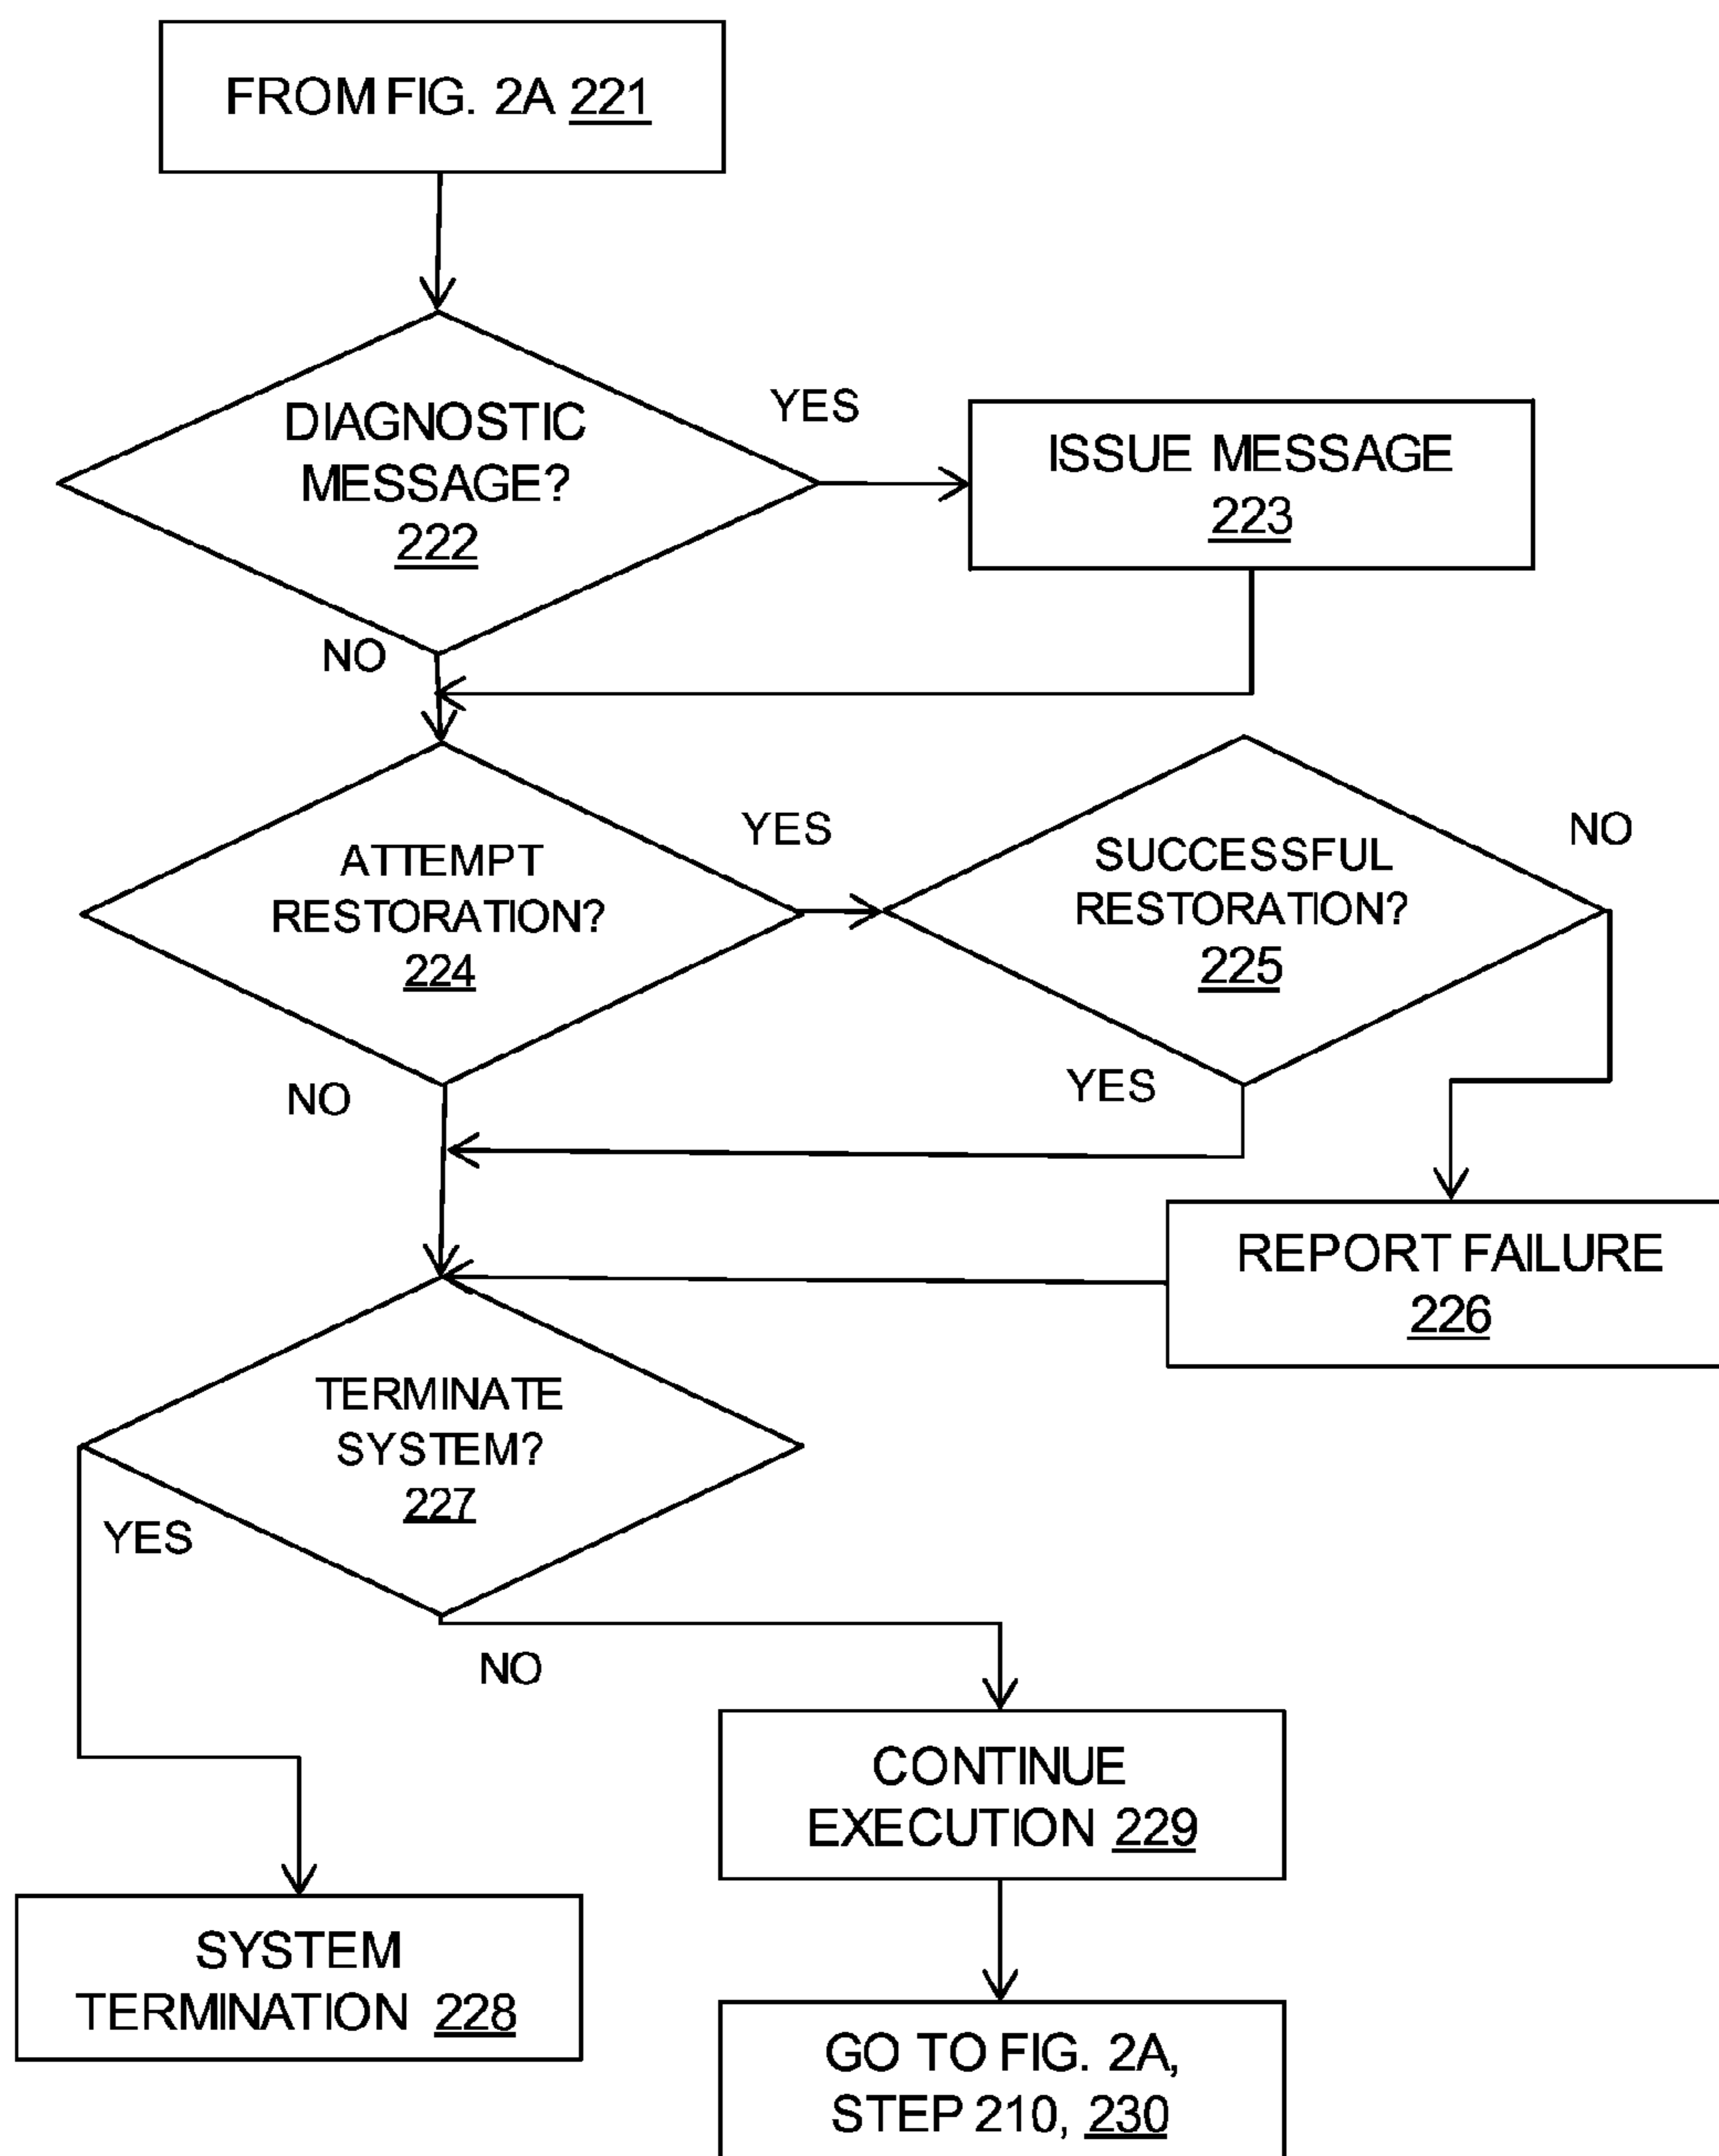 FROM FIG. 2A 221
DIAGNOSTIC
MESSAGE?
222
YES
ISSUE MESSAGE
223
NO
ATTEMPT
RESTORATION?
224
YES
SUCCESSFUL
RESTORATION?
225
NO
NO
YES
REPORT FAILURE
226
TERMINATE
SYSTEM?
227
YES
NO
CONTINUE
EXECUTION 229
SYSTEM
TERMINATION 228
GO TO FIG. 2A,
STEP 210, 230